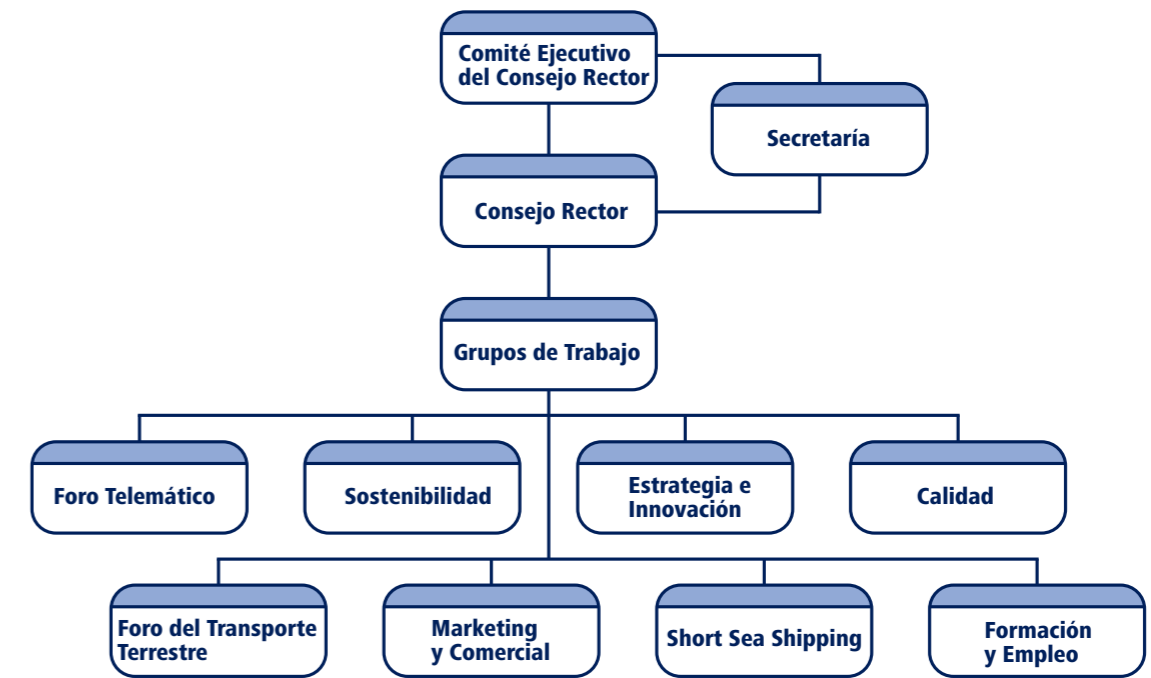 Comité Ejecutivo
del Consejo Rector
Secretaría
Consejo Rector
Grupos de Trabajo
Foro Telemático
Sostenibilidad
Estrategia e
Innovación
Calidad
Foro del Transporte
Terrestre
Marketing
y Comercial
Short Sea Shipping
Formación
y Empleo